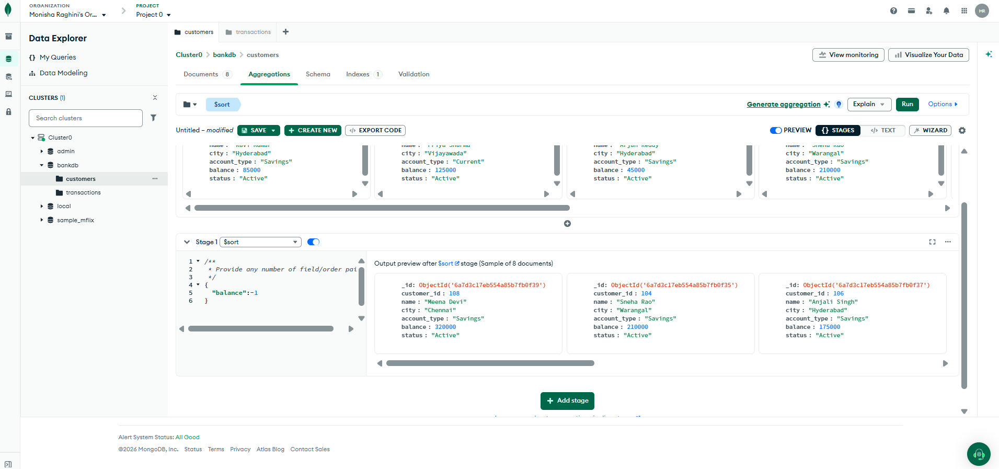 ORGANIZATION
Monisha Raghini's Or...
PROJECT
Project 0
MR
Data Explorer
My Queries
Data Modeling
CLUSTERS (1)
Search clusters
Cluster0
admin
bankdb
customers
transactions
local
sample_mflix
customers
transactions
Cluster0 > bankdb > customers
View monitoring
Visualize Your Data
Documents 8
Aggregations
Schema
Indexes 1
Validation
$sort
Generate aggregation
Explain
Run
Options
Untitled – modified
SAVE
CREATE NEW
EXPORT CODE
PREVIEW
STAGES
TEXT
WIZARD
name : "Ravi Kumar"
city : "Hyderabad"
account_type : "Savings"
balance : 85000
status : "Active"
name : "Priya Sharma"
city : "Vijayawada"
account_type : "Current"
balance : 125000
status : "Active"
name : "Arjun Reddy"
city : "Hyderabad"
account_type : "Savings"
balance : 45000
status : "Active"
name : "Sneha Rao"
city : "Warangal"
account_type : "Savings"
balance : 210000
status : "Active"
Stage 1 $sort
1 /**
2 * Provide any number of field/order pai
3 */
4 {
5 "balance":-1
6 }
Output preview after $sort stage (Sample of 8 documents)
_id: ObjectId('6a7d3c17eb554a85b7fb0f39')
customer_id : 108
name : "Meena Devi"
city : "Chennai"
account_type : "Savings"
balance : 320000
status : "Active"
_id: ObjectId('6a7d3c17eb554a85b7fb0f35')
customer_id : 104
name : "Sneha Rao"
city : "Warangal"
account_type : "Savings"
balance : 210000
status : "Active"
_id: ObjectId('6a7d3c17eb554a85b7fb0f37')
customer_id : 106
name : "Anjali Singh"
city : "Hyderabad"
account_type : "Savings"
balance : 175000
status : "Active"
Add stage
Alert System Status: All Good
©2026 MongoDB, Inc. Status Terms Privacy Atlas Blog Contact Sales